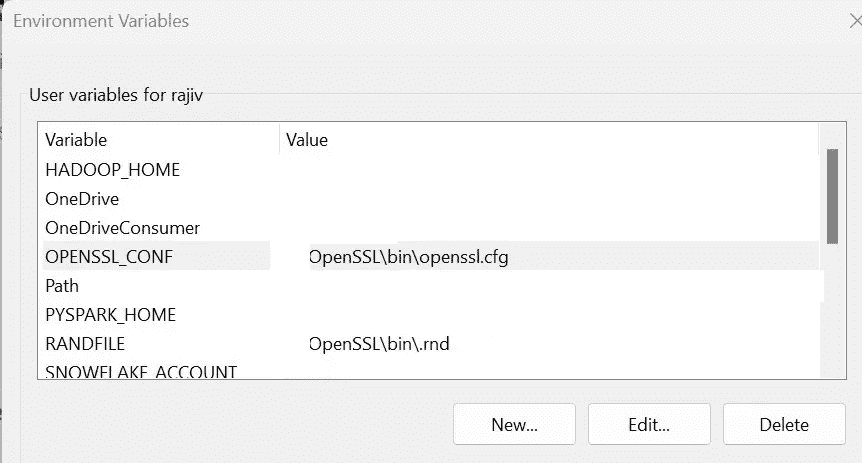 Environment Variables
User variables for rajiv
Variable Value
HADOOP_HOME
OneDrive
OneDriveConsumer
OPENSSL_CONF OpenSSL\bin\openssl.cfg
Path
PYSPARK_HOME
RANDFILE OpenSSL\bin\.rnd
SNOWFLAKE_ACCOUNT
New... Edit... Delete